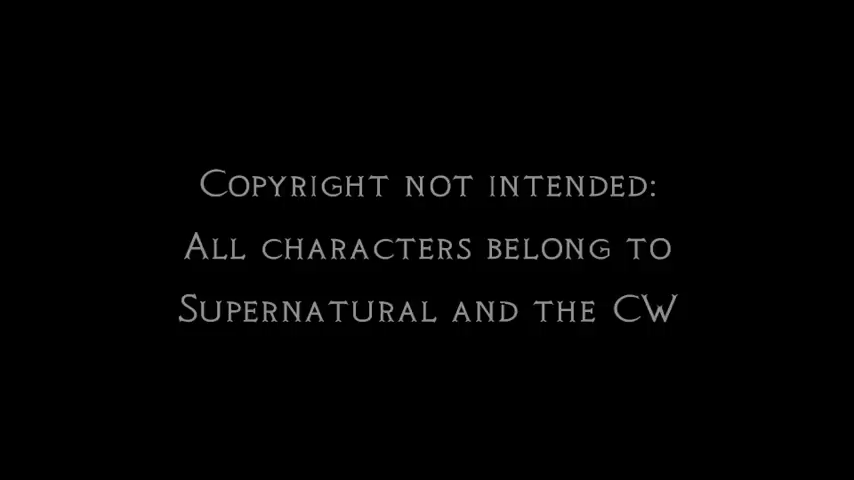 Copyright not intended:
All characters belong to
Supernatural and the CW